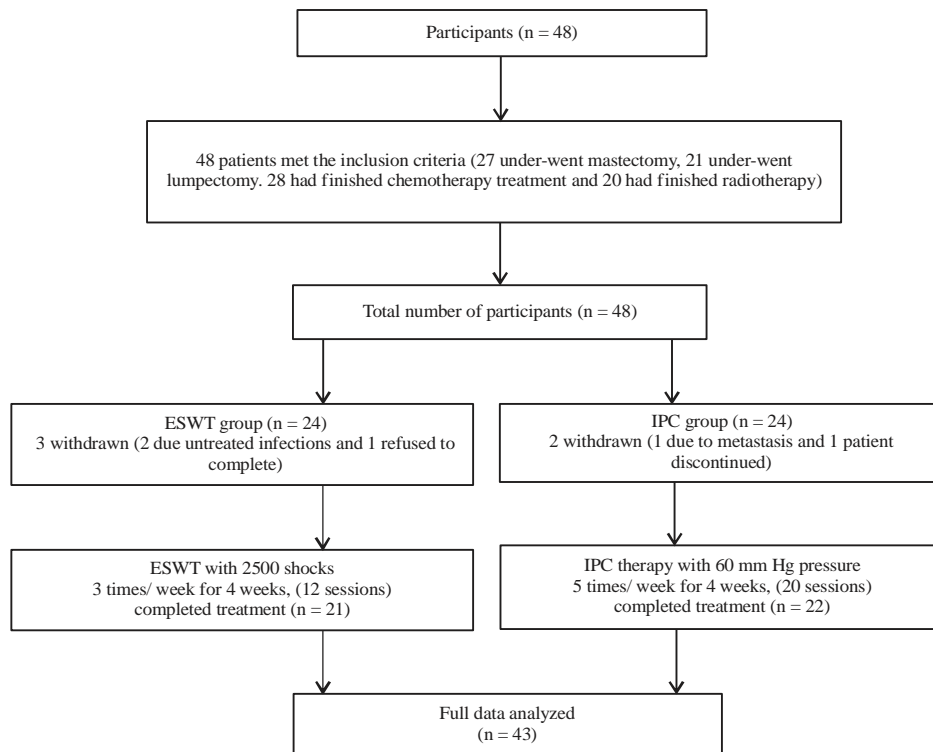 Participants (n = 48)
48 patients met the inclusion criteria (27 under-went mastectomy, 21 under-went
lumpectomy. 28 had finished chemotherapy treatment and 20 had finished radiotherapy)
Total number of participants (n = 48)
ESWT group (n = 24)
3 withdrawn (2 due untreated infections and 1 refused to
complete)
IPC group (n = 24)
2 withdrawn (1 due to metastasis and 1 patient
discontinued)
ESWT with 2500 shocks
3 times/ week for 4 weeks, (12 sessions)
completed treatment (n = 21)
IPC therapy with 60 mm Hg pressure
5 times/ week for 4 weeks, (20 sessions)
completed treatment (n = 22)
Full data analyzed
(n = 43)